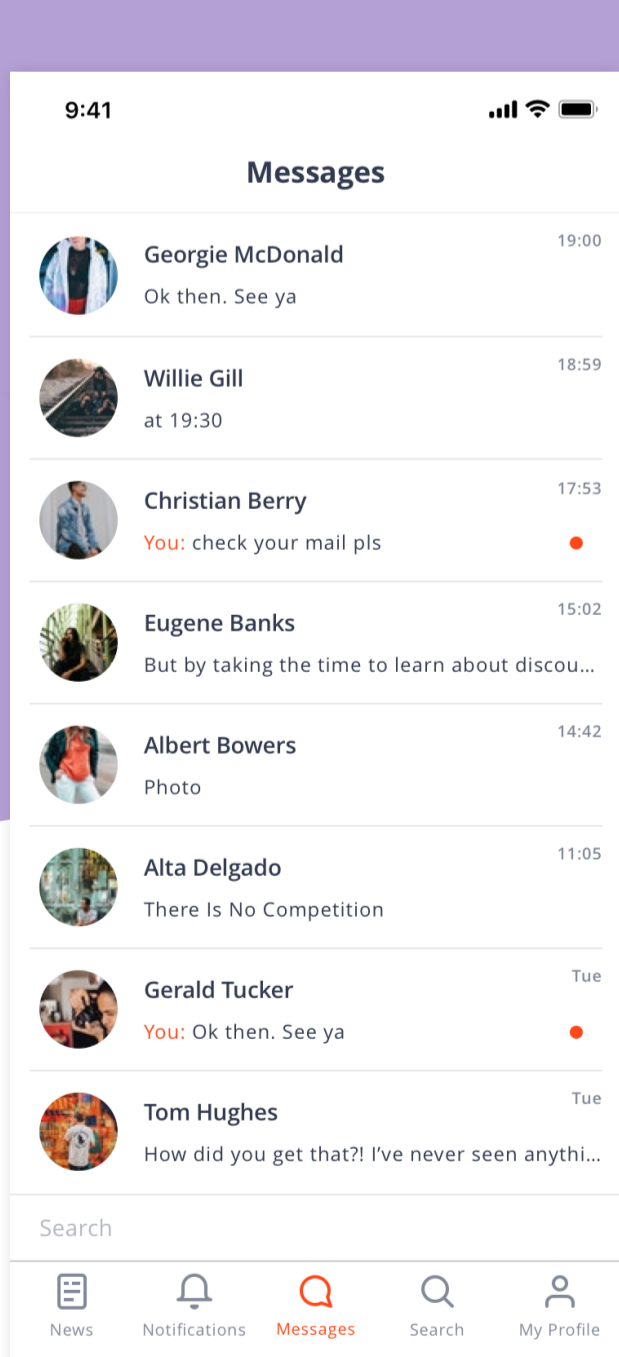 9:41
Messages
Georgie McDonald 19:00
Ok then. See ya
Willie Gill 18:59
at 19:30
Christian Berry 17:53
You: check your mail pls
Eugene Banks 15:02
But by taking the time to learn about discou...
Albert Bowers 14:42
Photo
Alta Delgado 11:05
There Is No Competition
Gerald Tucker Tue
You: Ok then. See ya
Tom Hughes Tue
How did you get that?! I’ve never seen anythi...
Search
News Notifications Messages Search My Profile